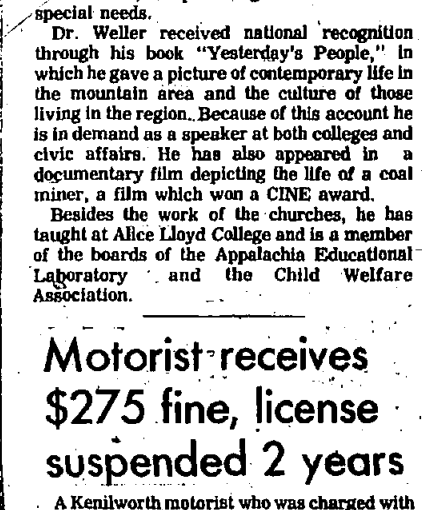 special needs.
Dr. Weller received national recognition
through his book "Yesterday's People," in
which he gave a picture of contemporary life in
the mountain area and the culture of those
living in the region. Because of this account he
is in demand as a speaker at both colleges and
civic affairs. He has also appeared in a
documentary film depicting the life of a coal
miner, a film which won a CINE award.
Besides the work of the churches, he has
taught at Alice Lloyd College and is a member
of the boards of the Appalachia Educational
Laboratory and the Child Welfare
Association.
Motorist receives
$275 fine, license
suspended 2 years
A Kenilworth motorist who was charged with